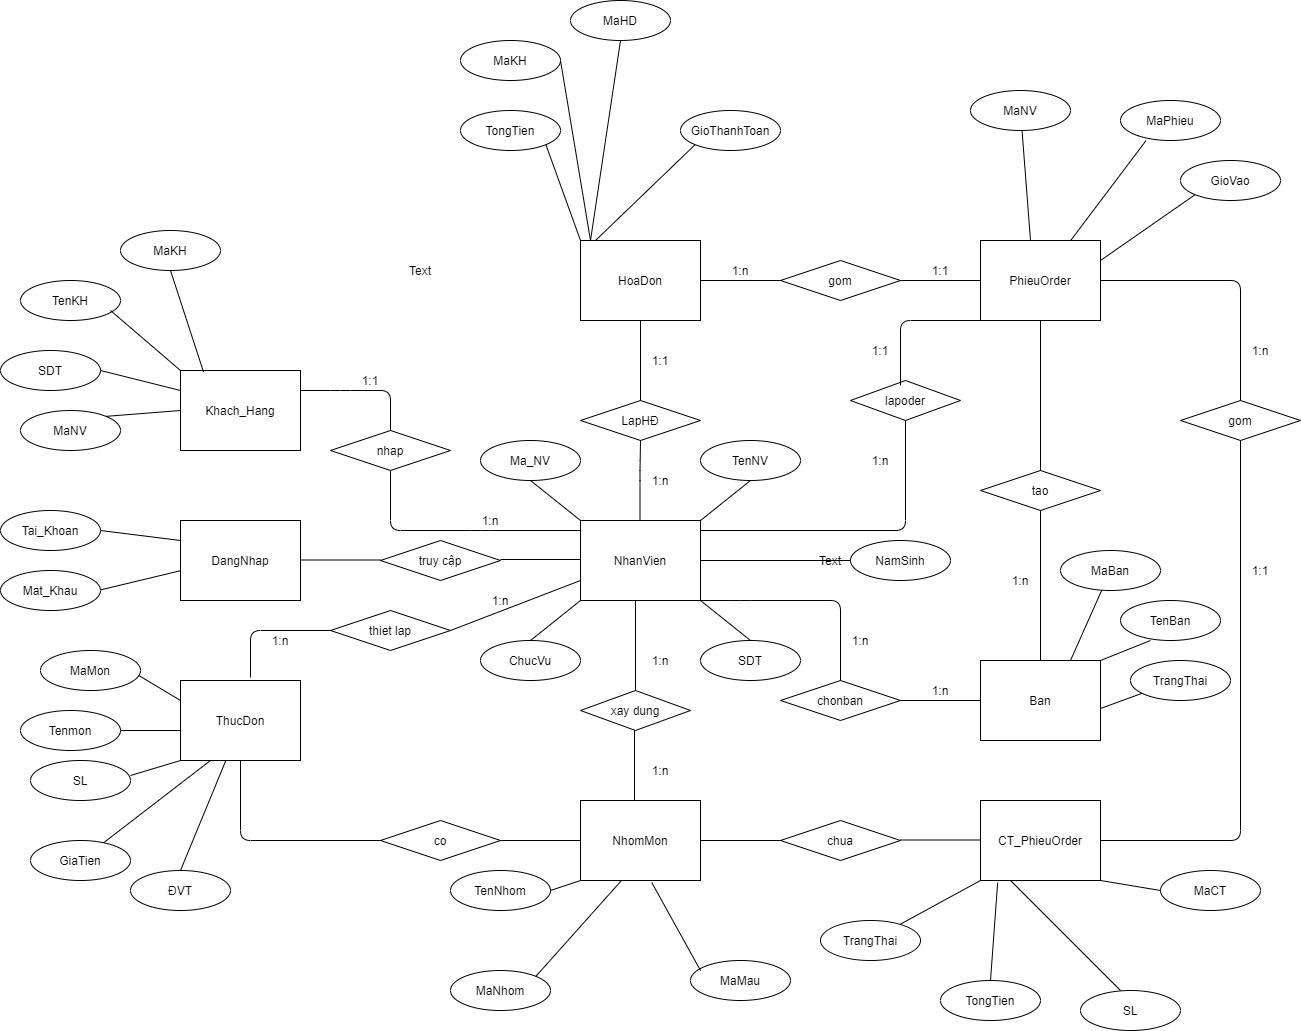 MaHD
MaKH
TongTien
GioThanhToan
MaNV
MaPhieu
GioVao
MaKH
TenKH
SDT
MaNV
Text
HoaDon
1:n
gom
1:1
PhieuOrder
Khach_Hang
1:1
1:1
1:1
1:n
nhap
LapHĐ
lapoder
gom
Ma_NV
TenNV
1:n
1:n
1:n
tao
Tai_Khoan
Mat_Khau
DangNhap
truy cập
NhanVien
Text
NamSinh
1:n
1:n
MaBan
TenBan
TrangThai
1:1
thiet lap
1:n
ChucVu
SDT
1:n
1:n
MaMon
Tenmon
SL
GiaTien
ĐVT
ThucDon
xay dung
chonban
1:n
Ban
1:n
co
NhomMon
chua
CT_PhieuOrder
TenNhom
MaNhom
MaMau
MaCT
TrangThai
TongTien
SL